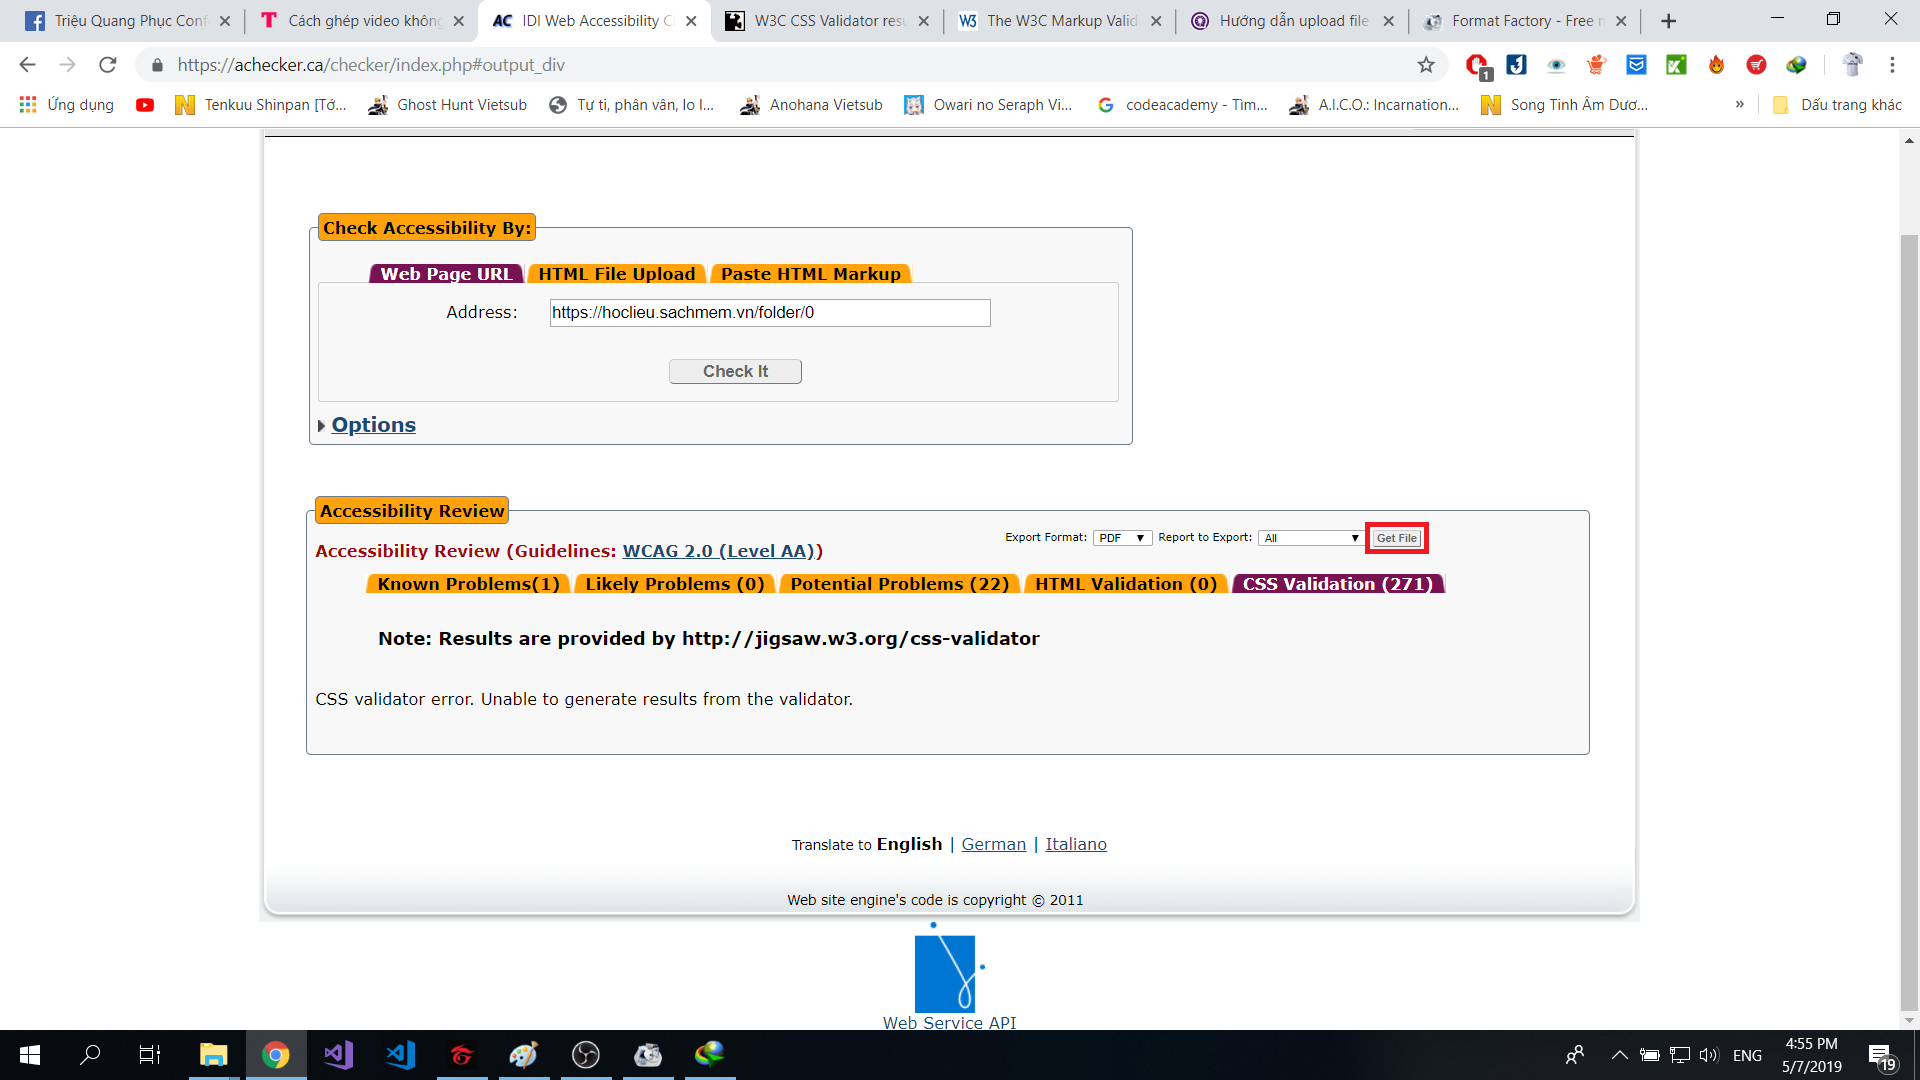 Triệu Quang Phục Conf
Cách ghép video không
AC IDI Web Accessibility C
W3C CSS Validator resu
W3 The W3C Markup Valid
Hướng dẫn upload file
Format Factory - Free m
https://achecker.ca/checker/index.php#output_div
1
Ứng dụng
Tenkuu Shinpan [Tớ...
Ghost Hunt Vietsub
Tự ti, phân vân, lo l...
Anohana Vietsub
Owari no Seraph Vi...
codeacademy - Tìm...
A.I.C.O.: Incarnation...
Song Tinh Âm Dươ...
»
Dấu trang khác
Check Accessibility By:
Web Page URL HTML File Upload Paste HTML Markup
Address: https://hoclieu.sachmem.vn/folder/0
Check It
Options
Accessibility Review
Export Format: PDF Report to Export: All Get File
Accessibility Review (Guidelines: WCAG 2.0 (Level AA))
Known Problems(1) Likely Problems (0) Potential Problems (22) HTML Validation (0) CSS Validation (271)
Note: Results are provided by http://jigsaw.w3.org/css-validator
CSS validator error. Unable to generate results from the validator.
Translate to English | German | Italiano
Web site engine's code is copyright © 2011
Web Service API
ENG
4:55 PM
5/7/2019
19